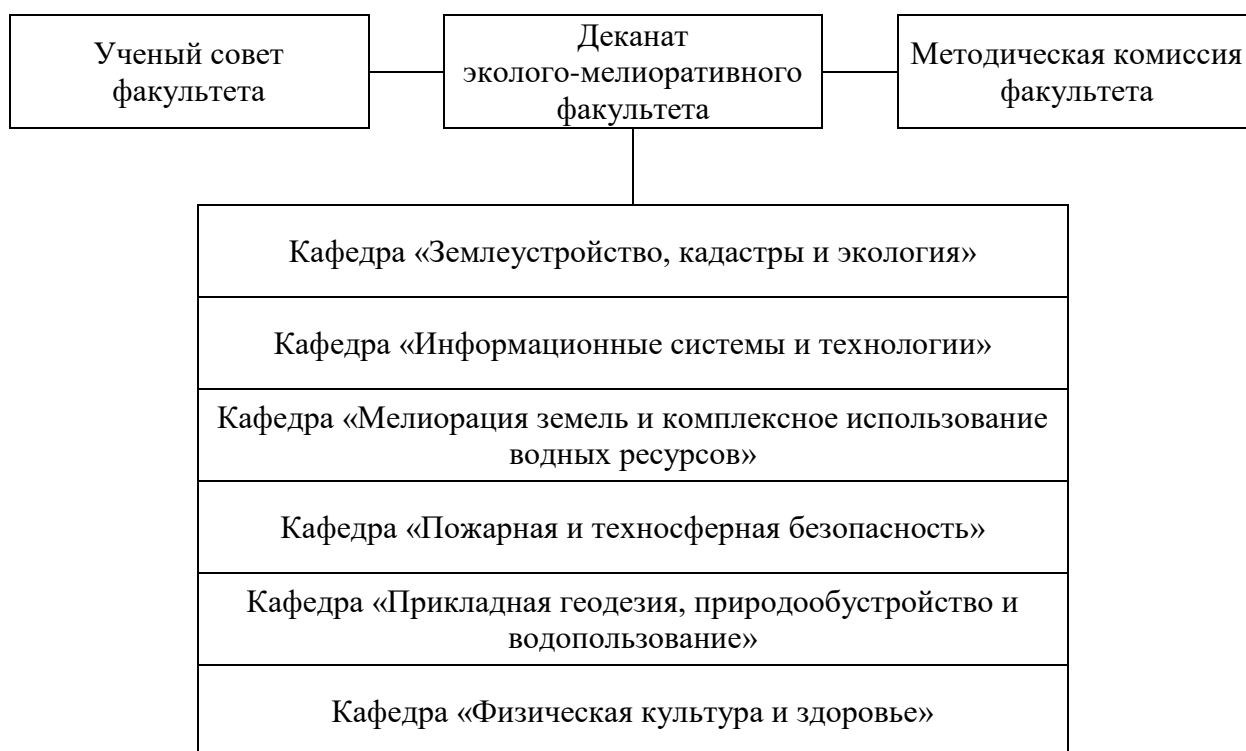 Ученый совет
факультета
Деканат
эколого-мелиоративного
факультета
Методическая комиссия
факультета
Кафедра «Землеустройство, кадастры и экология»
Кафедра «Информационные системы и технологии»
Кафедра «Мелиорация земель и комплексное использование
водных ресурсов»
Кафедра «Пожарная и техносферная безопасность»
Кафедра «Прикладная геодезия, природообустройство и
водопользование»
Кафедра «Физическая культура и здоровье»